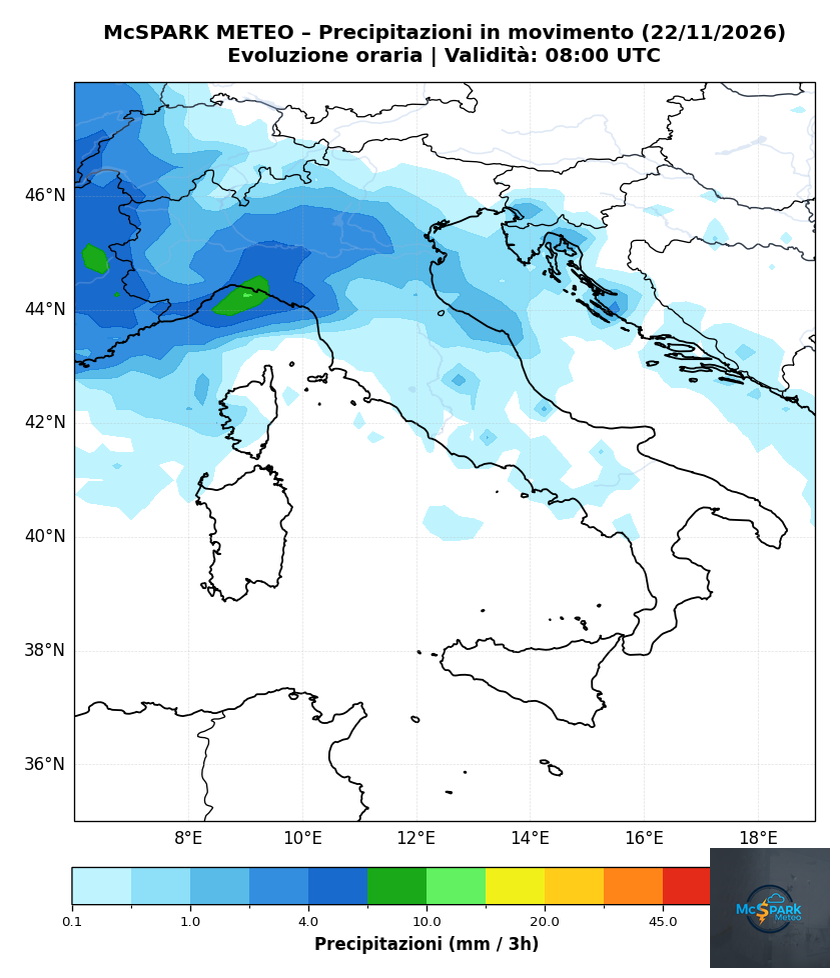 McSPARK METEO – Precipitazioni in movimento (22/11/2026)
Evoluzione oraria | Validità: 08:00 UTC
46°N
44°N
42°N
40°N
38°N
36°N
8°E 10°E 12°E 14°E 16°E 18°E
0.1 1.0 4.0 10.0 20.0 45.0
Precipitazioni (mm / 3h)
McSPARK
Meteo